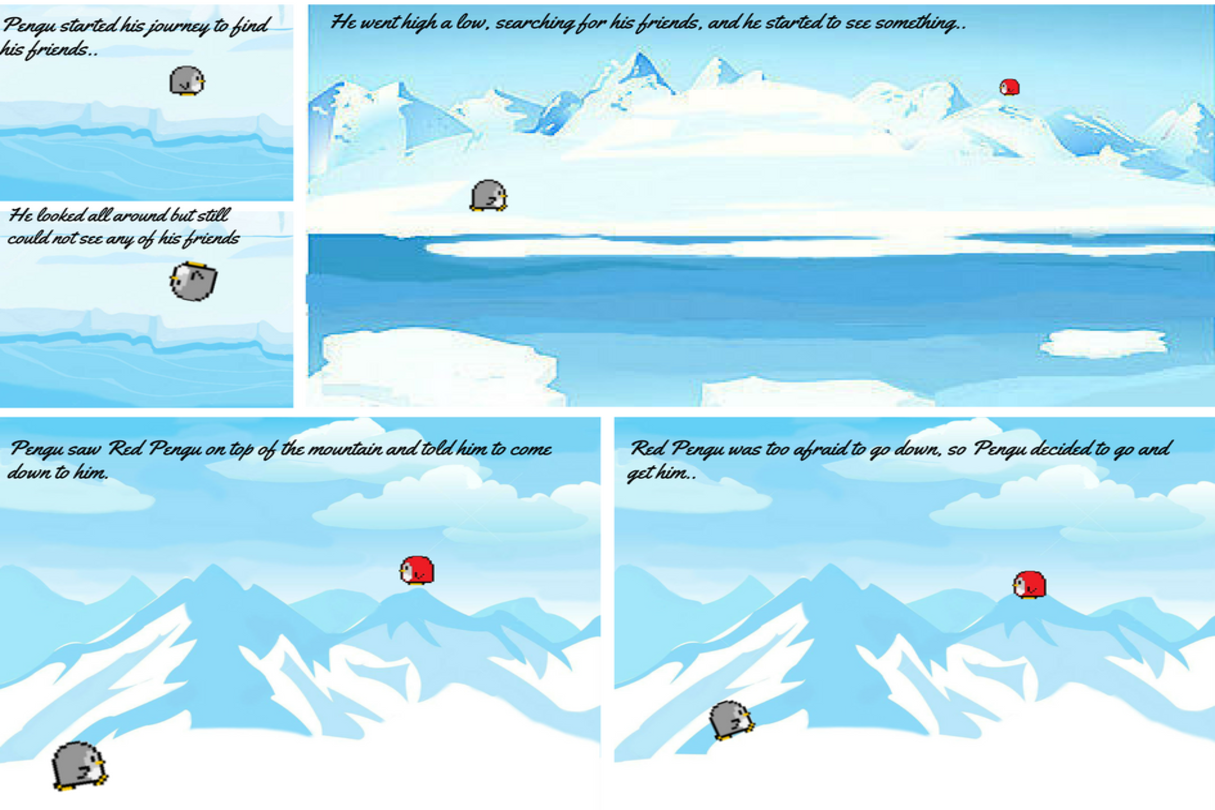 Pengu started his journey to find
his friends..
He looked all around but still
could not see any of his friends
He went high a low, searching for his friends, and he started to see something..
Pengu saw Red Pengu on top of the mountain and told him to come
down to him.
Red Pengu was too afraid to go down, so Pengu decided to go and
get him..